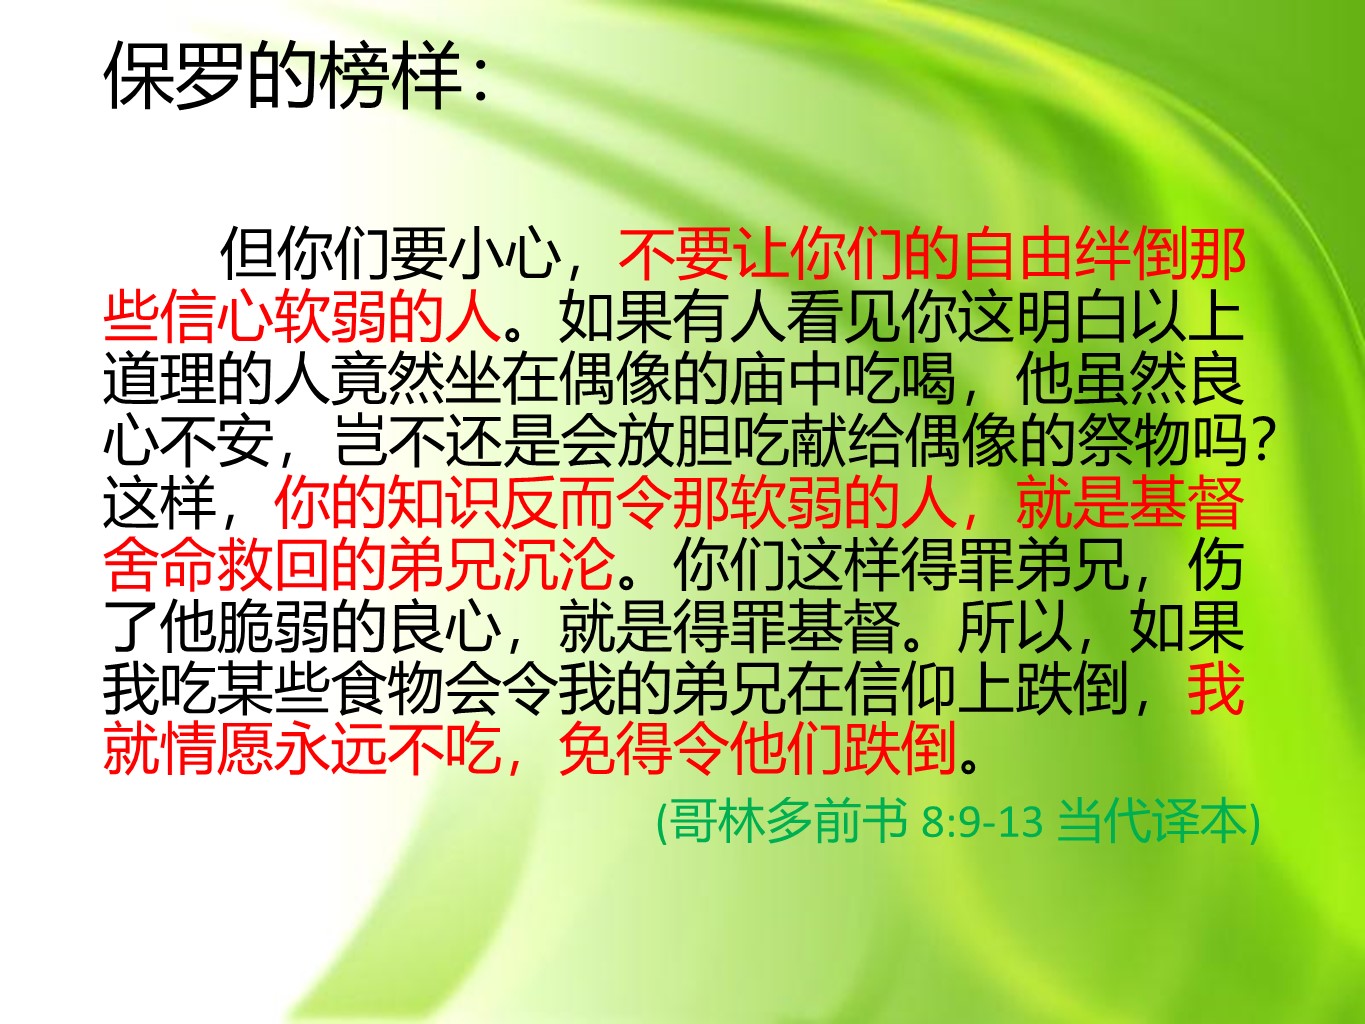 保罗的榜样：
但你们要小心，不要让你们的自由绊倒那
些信心软弱的人。如果有人看见你这明白以上
道理的人竟然坐在偶像的庙中吃喝，他虽然良
心不安，岂不还是会放胆吃献给偶像的祭物吗？
这样，你的知识反而令那软弱的人，就是基督
舍命救回的弟兄沉沦。你们这样得罪弟兄，伤
了他脆弱的良心，就是得罪基督。所以，如果
我吃某些食物会令我的弟兄在信仰上跌倒，我
就情愿永远不吃，免得令他们跌倒。
(哥林多前书 8:9-13 当代译本)